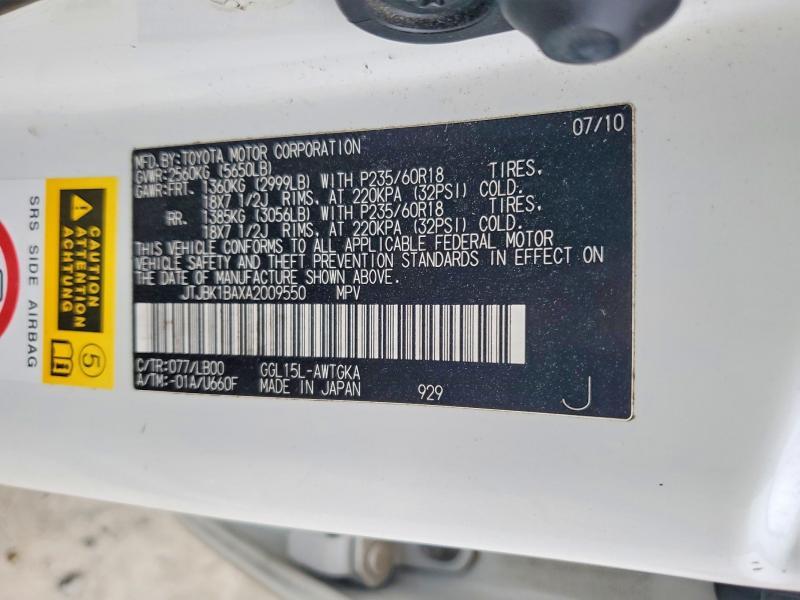 07/10
MFD.BY:TOYOTA MOTOR CORPORATION
GVWR:2560KG (5650LB)
GAWR:FRT. 1360KG (2999LB) WITH P235/60R18 TIRES,
18X7 1/2J RIMS, AT 220KPA (32PSI) COLD.
RR. 1385KG (3056LB) WITH P235/60R18 TIRES,
18X7 1/2J RIMS, AT 220KPA (32PSI) COLD.
THIS VEHICLE CONFORMS TO ALL APPLICABLE FEDERAL MOTOR
VEHICLE SAFETY AND THEFT PREVENTION STANDARDS IN EFFECT ON
THE DATE OF MANUFACTURE SHOWN ABOVE.
JTJBK1BAXA2009550 MPV
C/TR:077/LB00 GGL15L-AWTGKA
A/TM:-01A/U660F MADE IN JAPAN 929
J
CAUTION
ATTENTION
ACHTUNG
5
SRS SIDE AIRBAG